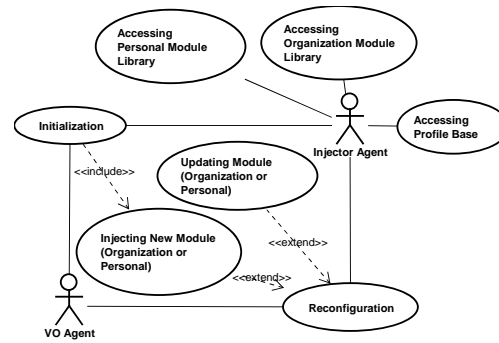 Accessing
Personal Module
Library
Accessing
Organization Module
Library
Initialization
Accessing
Profile Base
Injector Agent
<<include>>
Updating Module
(Organization or
Personal)
Injecting New Module
(Organization or
Personal)
<<extend>>
<<extend>>
Reconfiguration
VO Agent